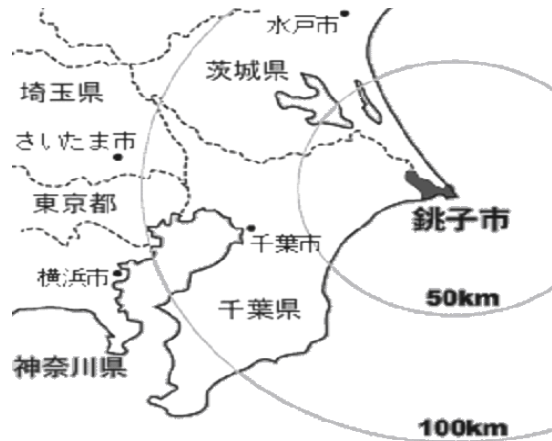 水戸市
茨城県
埼玉県
さいたま市
東京都
銚子市
千葉市
横浜市
50km
千葉県
神奈川県
100km